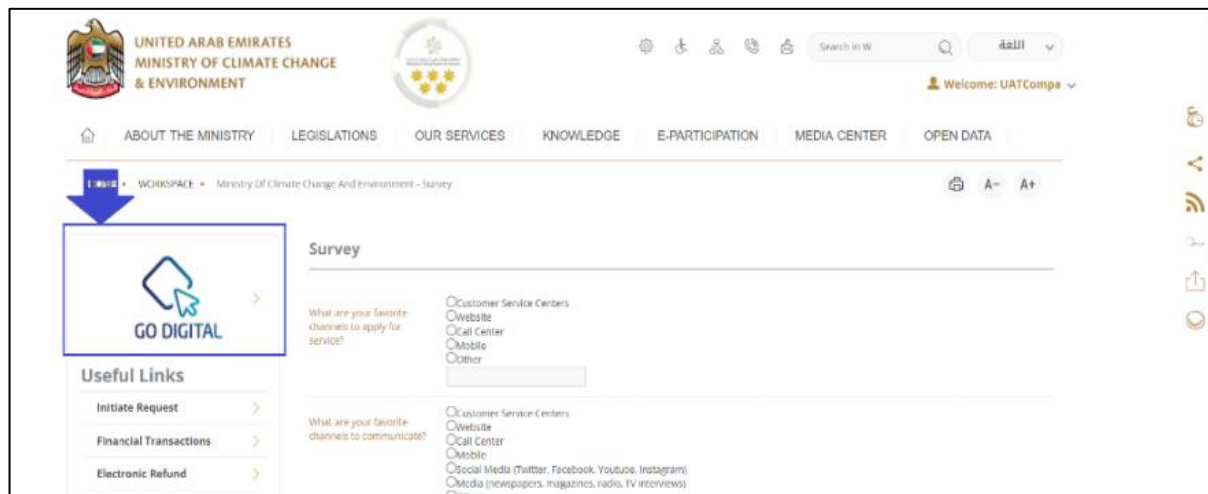 UNITED ARAB EMIRATES
MINISTRY OF CLIMATE CHANGE
& ENVIRONMENT
Search in W
اللغة
Welcome: UATCompa
ABOUT THE MINISTRY
LEGISLATIONS
OUR SERVICES
KNOWLEDGE
E-PARTICIPATION
MEDIA CENTER
OPEN DATA
WORKSPACE
Ministry Of Climate Change And Environment - Survey
A-
A+
GO DIGITAL
Useful Links
Initiate Request
Financial Transactions
Electronic Refund
Survey
What are your favorite
channels to apply for
service?
Customer Service Centers
Website
Call Center
Mobile
Other
What are your favorite
channels to communicate?
Customer Service Centers
Website
Call Center
Mobile
Social Media (Twitter, Facebook, Youtube, Instagram)
Media (newspapers, magazines, radio, TV interviews)